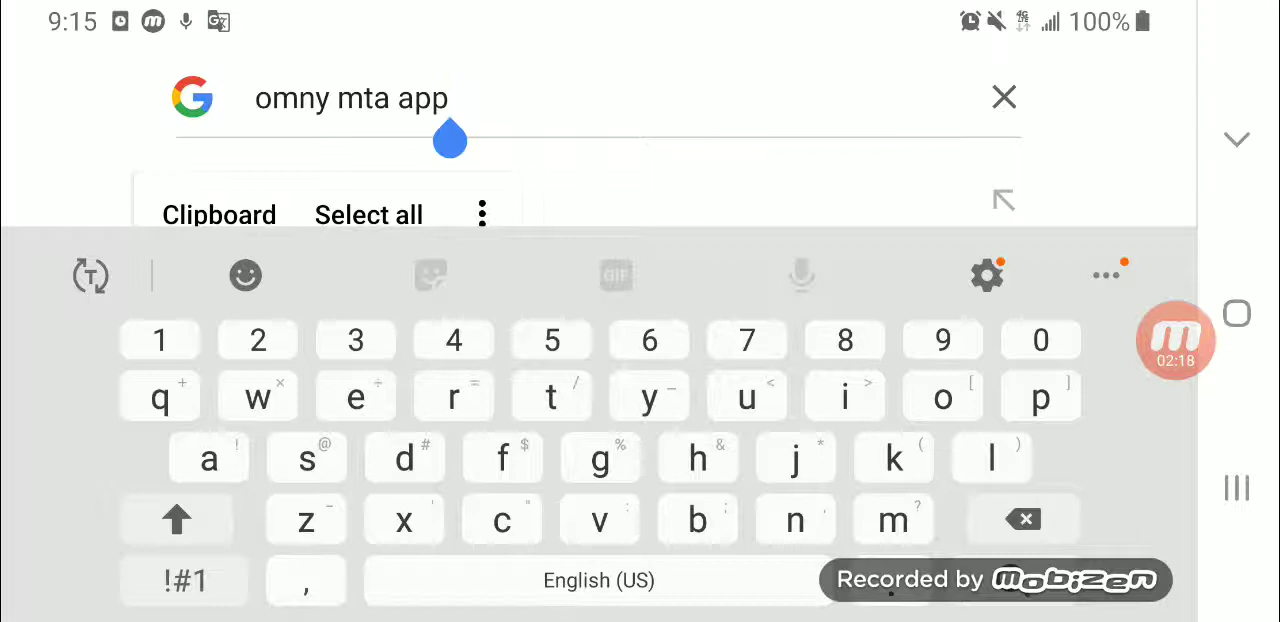 9:15 100%
omny mta app
Clipboard Select all
GIF
1 2 3 4 5 6 7 8 9 0
q + w × e ÷ r = t / y _ u < i > o [ p ]
a ! s @ d # f $ g % h & j * k ( l )
02:18
z - x ' c " v : b ; n , m ?
!#1 , English (US) .
Recorded by mobizen